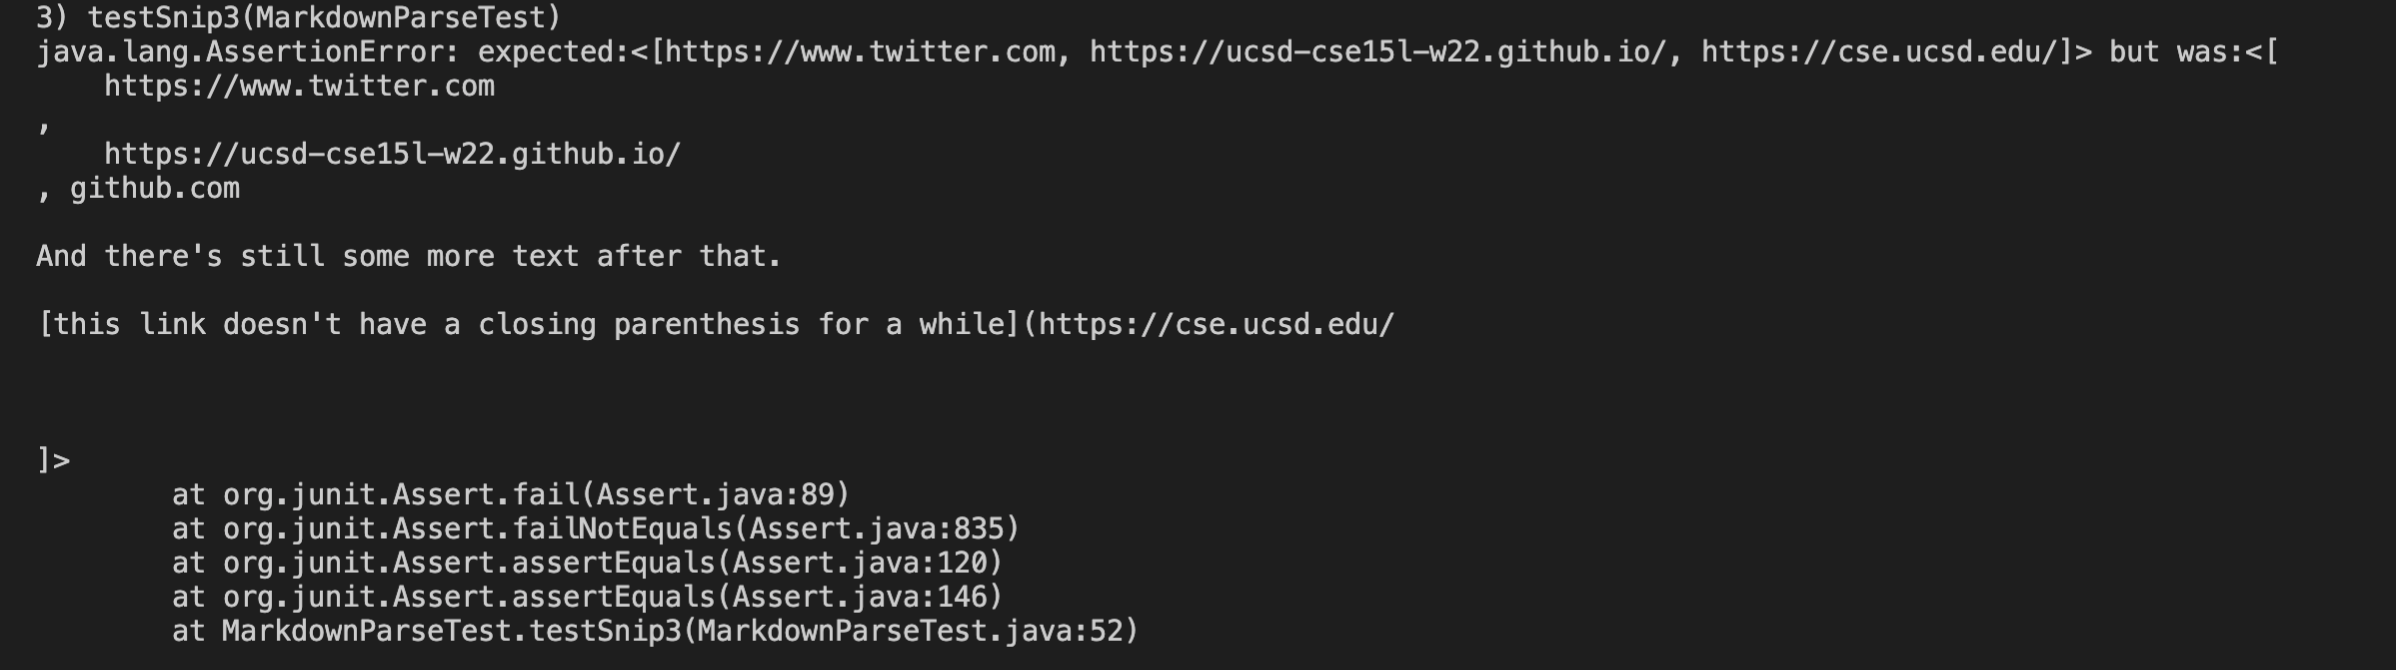 3) testSnip3(MarkdownParseTest)
java.lang.AssertionError: expected:<[https://www.twitter.com, https://ucsd-cse15l-w22.github.io/, https://cse.ucsd.edu/]> but was:<[
    https://www.twitter.com
,
    https://ucsd-cse15l-w22.github.io/
, github.com

And there's still some more text after that.

[this link doesn't have a closing parenthesis for a while](https://cse.ucsd.edu/



]>
        at org.junit.Assert.fail(Assert.java:89)
        at org.junit.Assert.failNotEquals(Assert.java:835)
        at org.junit.Assert.assertEquals(Assert.java:120)
        at org.junit.Assert.assertEquals(Assert.java:146)
        at MarkdownParseTest.testSnip3(MarkdownParseTest.java:52)